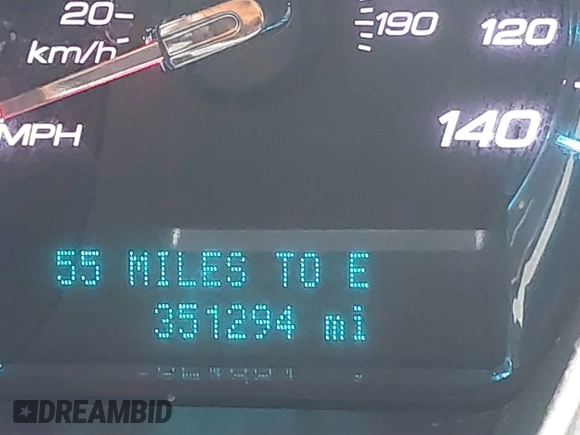 20
km/h
190
120
MPH
140
55 MILES TO E
351294 mi
DREAMBID